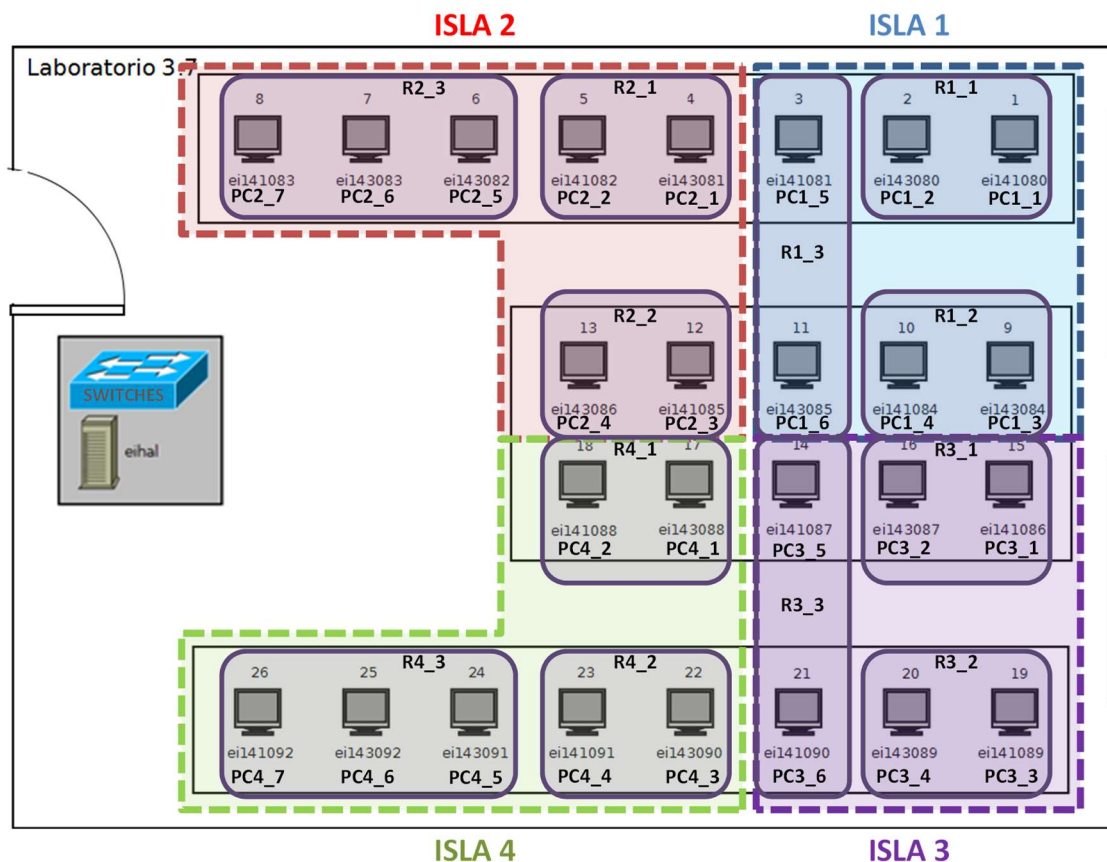 ISLA 2 ISLA 1
Laboratorio 3.7
R2_3 R2_1 R1_1
8 7 6 5 4 3 2 1
ei141083 ei143083 ei143082 ei141082 ei143081 ei141081 ei143080 ei141080
PC2_7 PC2_6 PC2_5 PC2_2 PC2_1 PC1_5 PC1_2 PC1_1
R1_3
R2_2 R1_2
13 12 11 10 9
SWITCHES
ei143086 ei141085 ei143085 ei141084 ei143084
PC2_4 PC2_3 PC1_6 PC1_4 PC1_3
eihal
R4_1 R3_1
18 17 14 16 15
ei141088 ei143088 ei141087 ei143087 ei141086
PC4_2 PC4_1 PC3_5 PC3_2 PC3_1
R3_3
R4_3 R4_2 R3_2
26 25 24 23 22 21 20 19
ei141092 ei143092 ei143091 ei141091 ei143090 ei141090 ei143089 ei141089
PC4_7 PC4_6 PC4_5 PC4_4 PC4_3 PC3_6 PC3_4 PC3_3
ISLA 4 ISLA 3